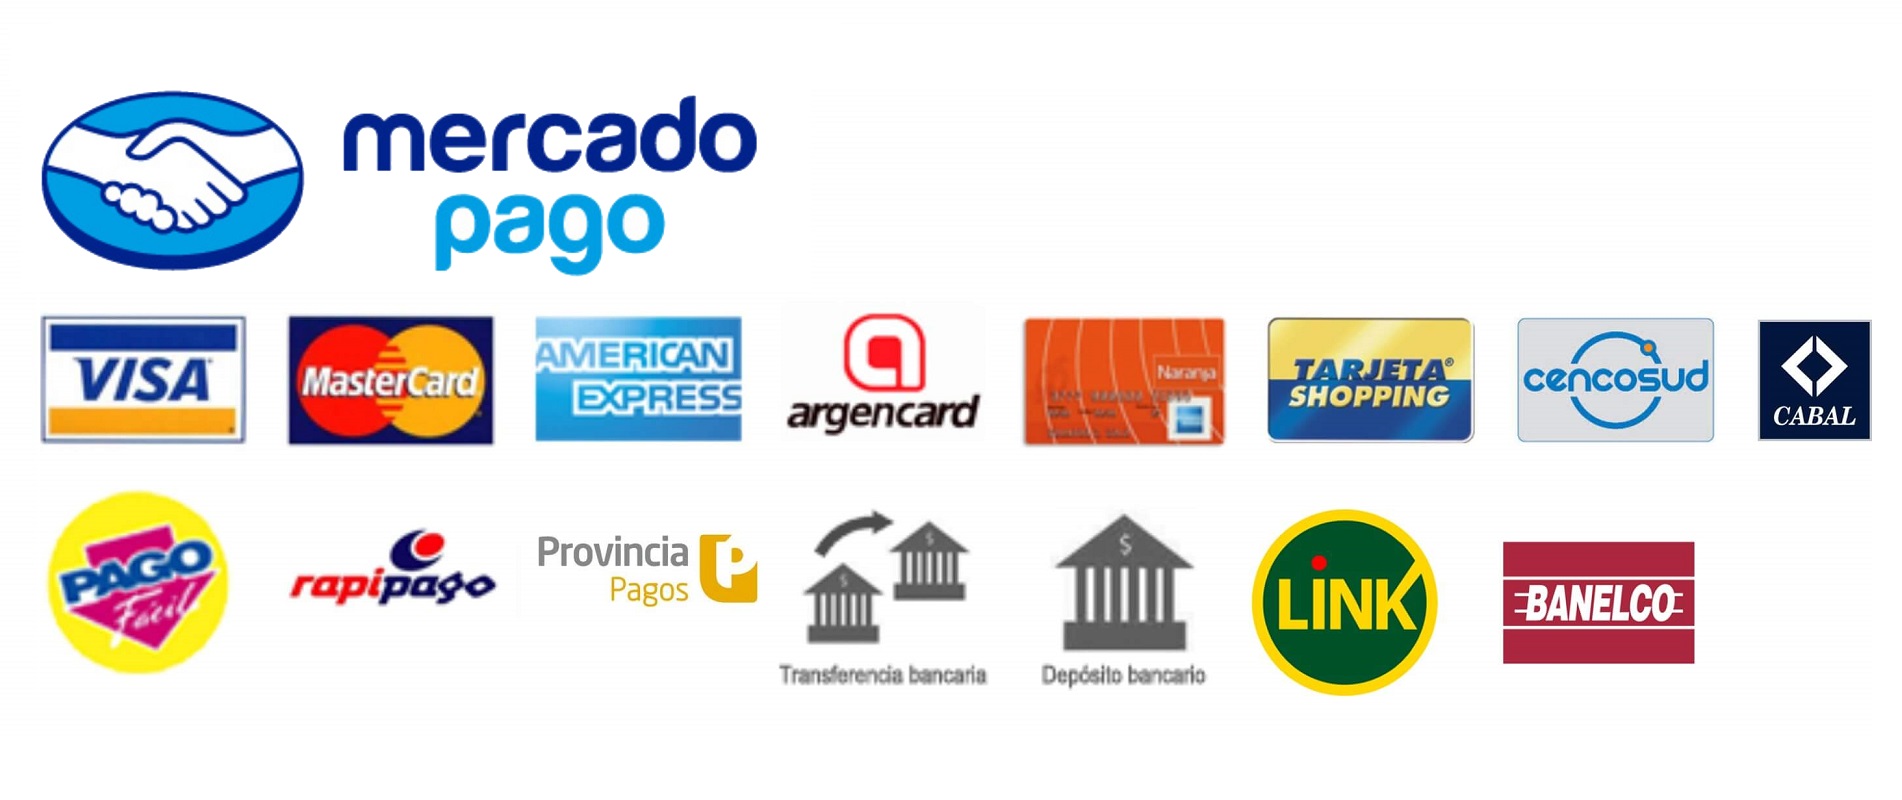 mercado
pago
VISA
MasterCard
AMERICAN
EXPRESS
argencard
Naranja
TARJETA®
SHOPPING
cencosud
CABAL
PAGO
Fácil
rapipago
Provincia
Pagos
P
$
$
Transferencia bancaria
$
Depósito bancario
LINK
BANELCO